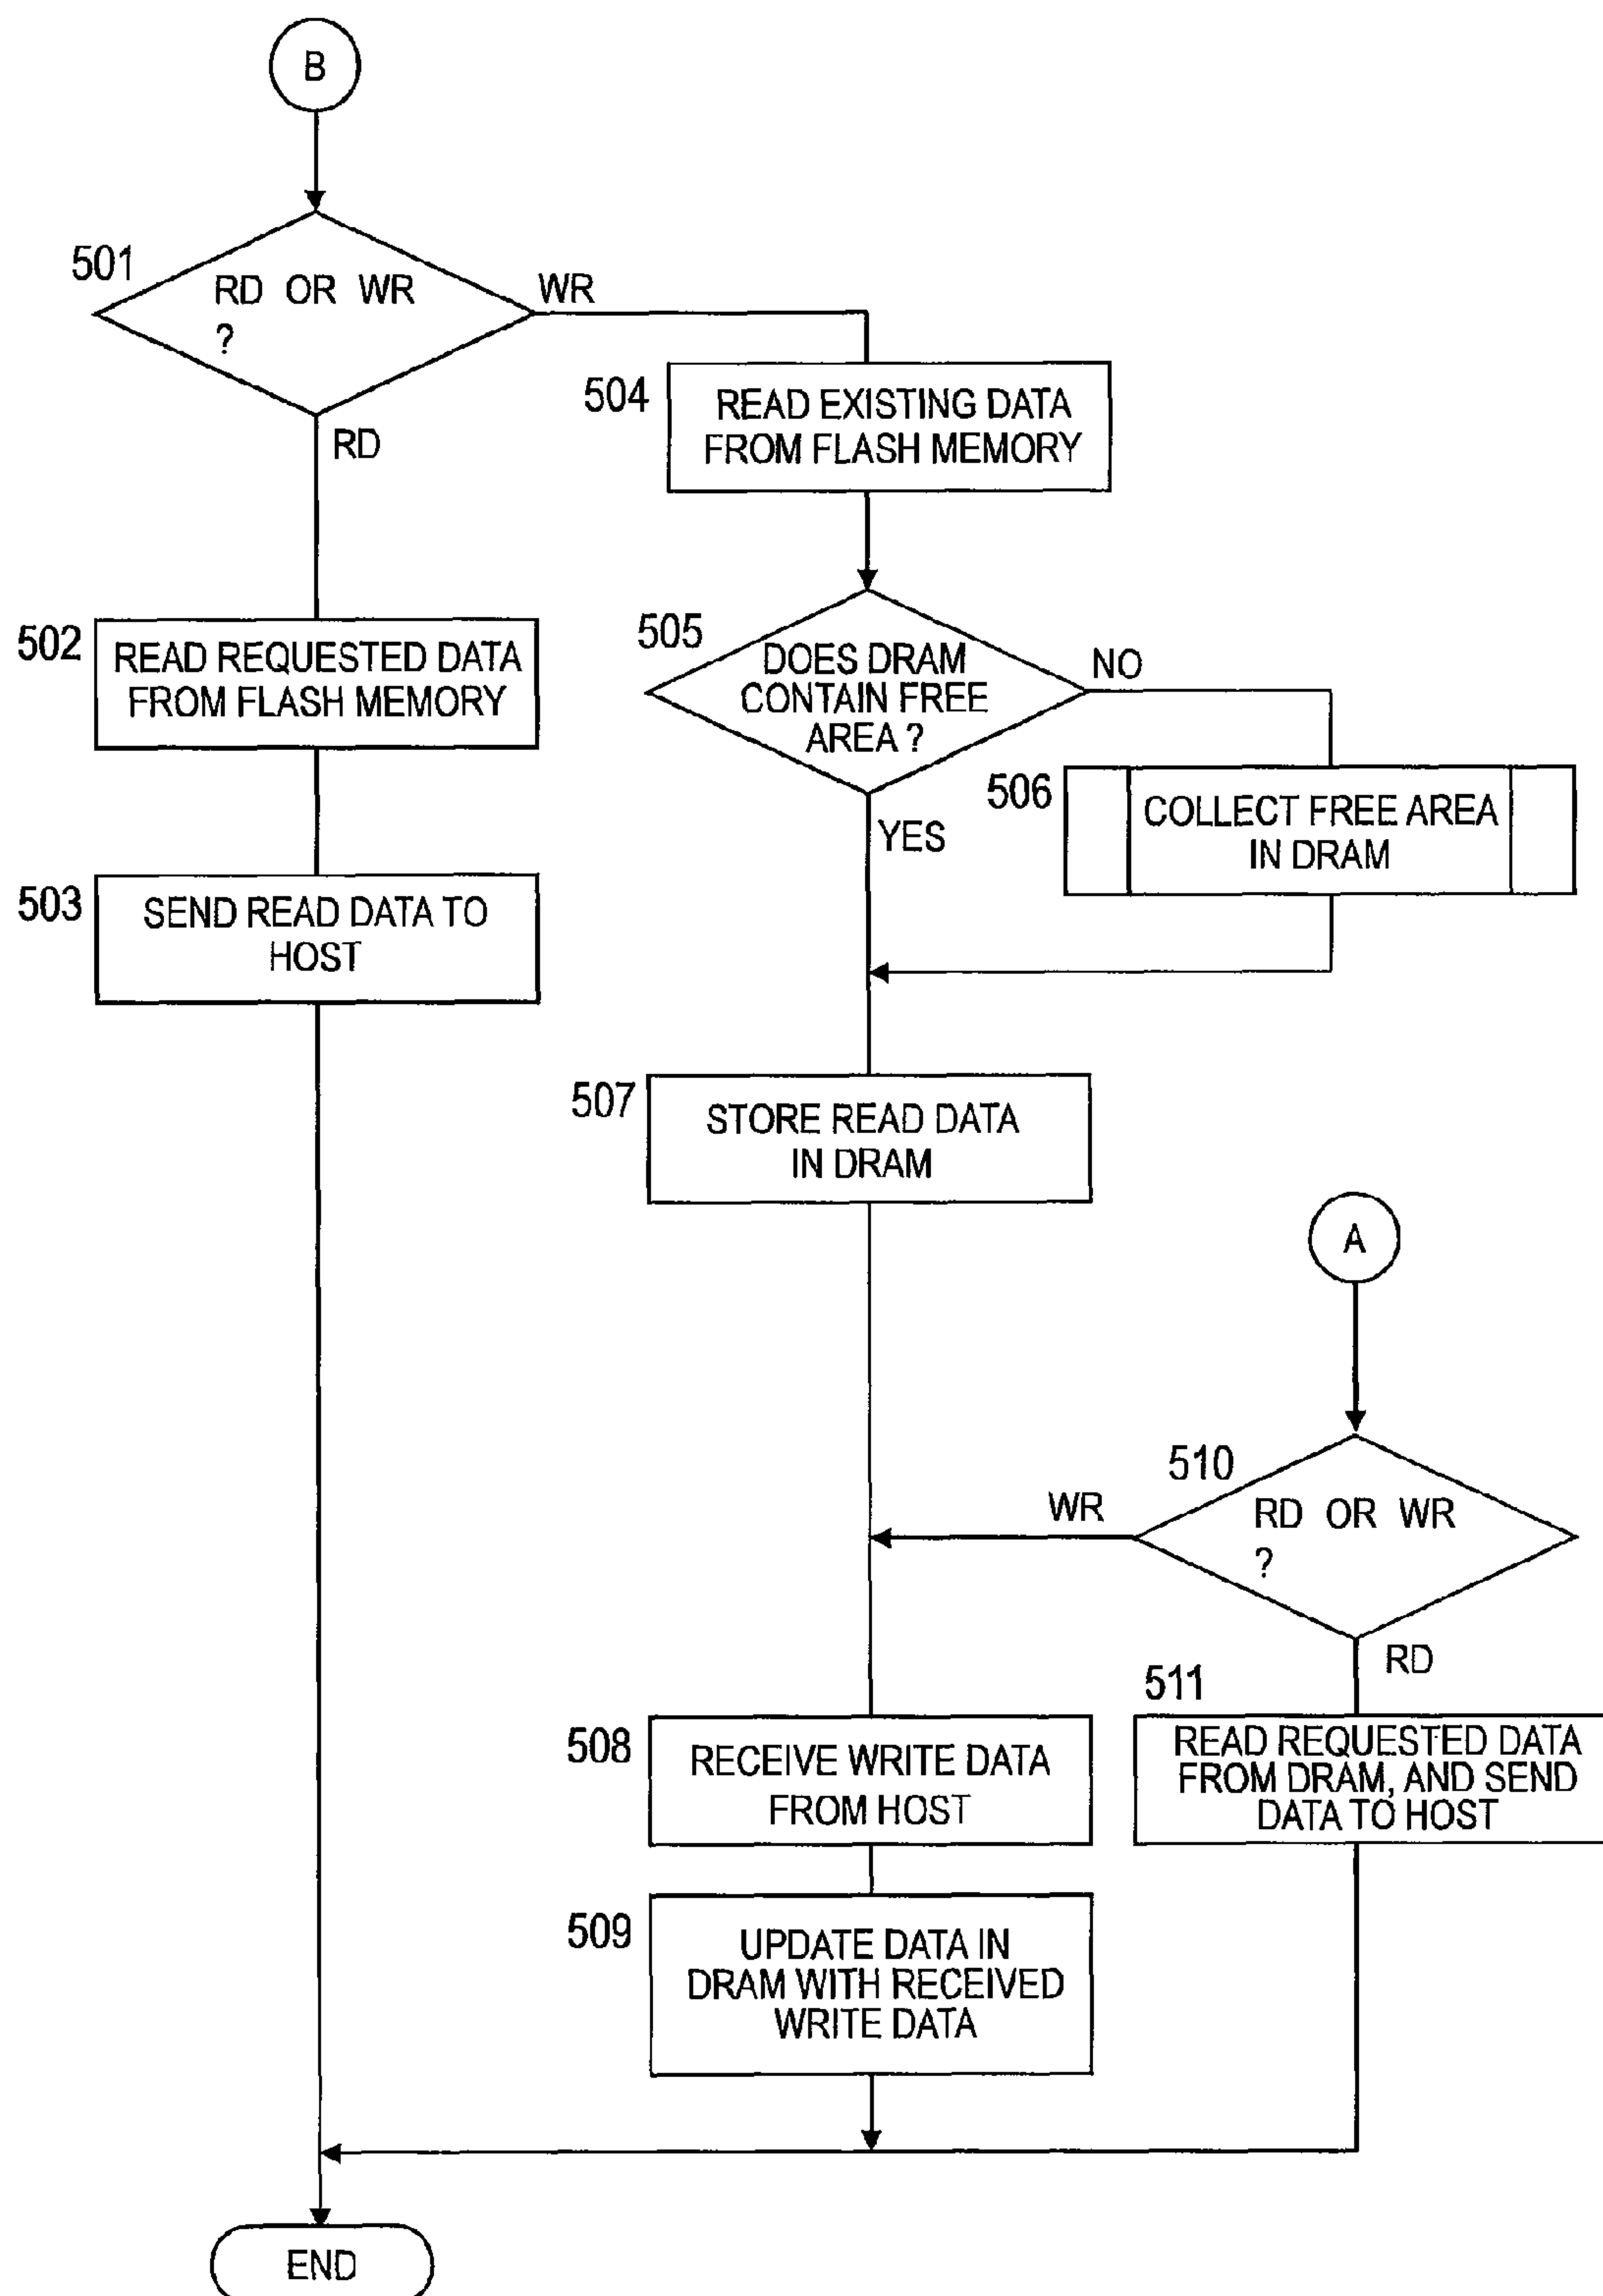 B
501
RD OR WR
?
WR
RD
504
READ EXISTING DATA
FROM FLASH MEMORY
502
READ REQUESTED DATA
FROM FLASH MEMORY
505
DOES DRAM
CONTAIN FREE
AREA ?
NO
YES
506
COLLECT FREE AREA
IN DRAM
503
SEND READ DATA TO
HOST
507
STORE READ DATA
IN DRAM
A
510
RD OR WR
?
WR
RD
511
READ REQUESTED DATA
FROM DRAM, AND SEND
DATA TO HOST
508
RECEIVE WRITE DATA
FROM HOST
509
UPDATE DATA IN
DRAM WITH RECEIVED
WRITE DATA
END